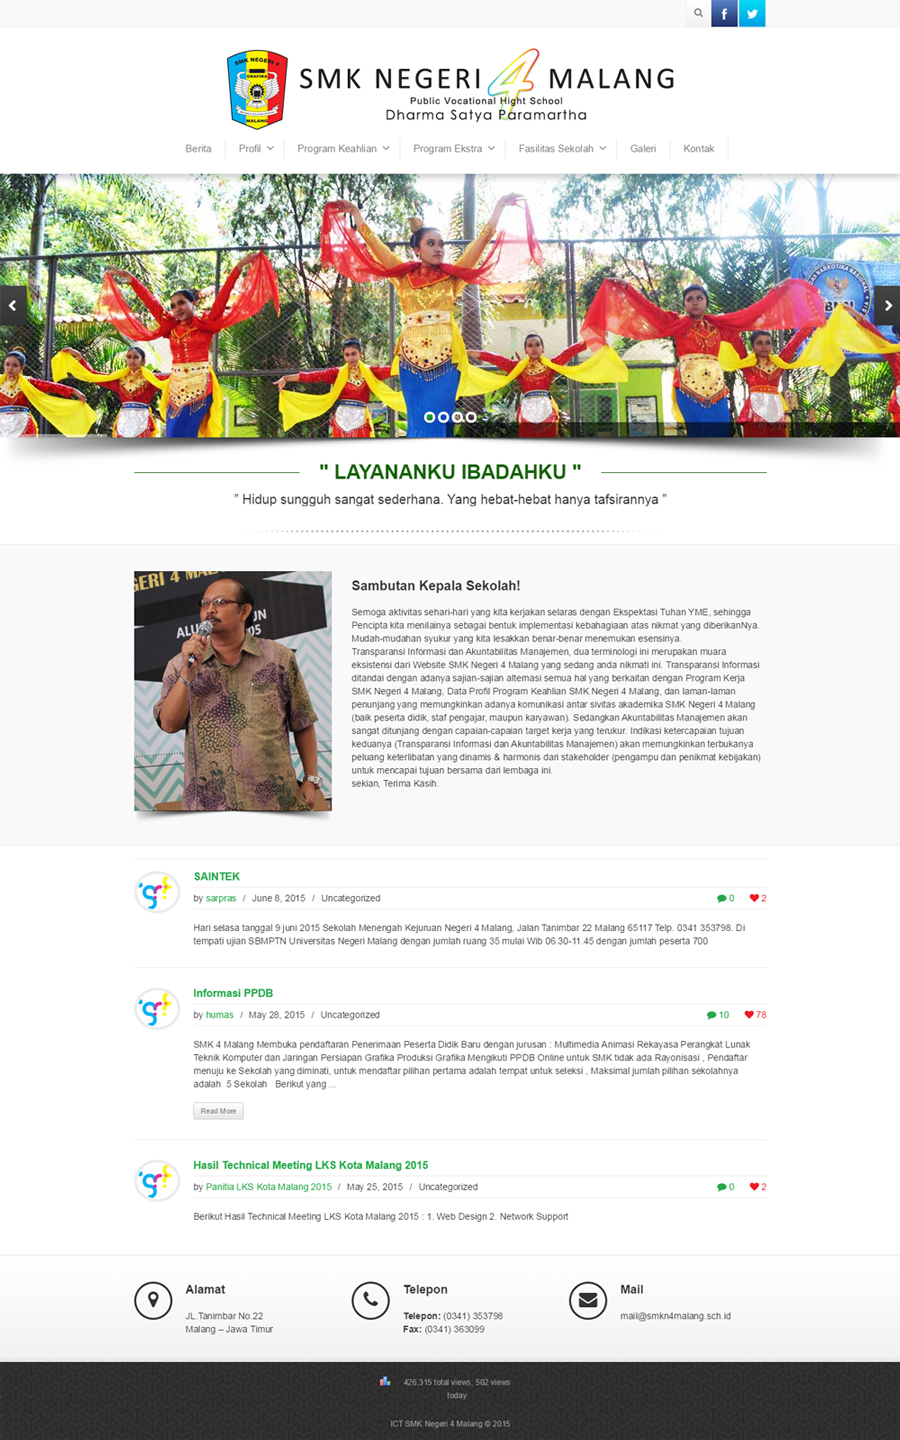 SMK NEGERI 4
GRAFIKA
MALANG
SMK NEGERI 4 MALANG
Public Vocational Hight School
Dharma Satya Paramartha
Berita Profil Program Keahlian Program Ekstra Fasilitas Sekolah Galeri Kontak
" LAYANANKU IBADAHKU "
" Hidup sungguh sangat sederhana. Yang hebat-hebat hanya tafsirannya "
Sambutan Kepala Sekolah!
Semoga aktivitas sehari-hari yang kita kerjakan selaras dengan Ekspektasi Tuhan YME, sehingga
Pencipta kita menilainya sebagai bentuk implementasi kebahagiaan atas nikmat yang diberikanNya.
Mudah-mudahan syukur yang kita lesakkan benar-benar menemukan esensinya.
Transparansi Informasi dan Akuntabilitas Manajemen, dua terminologi ini merupakan muara
eksistensi dari Website SMK Negeri 4 Malang yang sedang anda nikmati ini. Transparansi Informasi
ditandai dengan adanya sajian-sajian alternasi semua hal yang berkaitan dengan Program Kerja
SMK Negeri 4 Malang, Data Profil Program Keahlian SMK Negeri 4 Malang, dan laman-laman
penunjang yang memungkinkan adanya komunikasi antar sivitas akademika SMK Negeri 4 Malang
(baik peserta didik, staf pengajar, maupun karyawan). Sedangkan Akuntabilitas Manajemen akan
sangat ditunjang dengan capaian-capaian target kerja yang terukur. Indikasi ketercapaian tujuan
keduanya (Transparansi Informasi dan Akuntabilitas Manajemen) akan memungkinkan terbukanya
peluang keterlibatan yang dinamis & harmonis dari stakeholder (pengampu dan penikmat kebijakan)
untuk mencapai tujuan bersama dari lembaga ini.
sekian, Terima Kasih.
SAINTEK
by sarpras / June 8, 2015 / Uncategorized 0 2
Hari selasa tanggal 9 juni 2015 Sekolah Menengah Kejuruan Negeri 4 Malang, Jalan Tanimbar 22 Malang 65117 Telp. 0341 353798. Di
tempati ujian SBMPTN Universitas Negeri Malang dengan jumlah ruang 35 mulai Wib 06.30-11.45 dengan jumlah peserta 700
Informasi PPDB
by humas / May 28, 2015 / Uncategorized 10 78
SMK 4 Malang Membuka pendaftaran Penerimaan Peserta Didik Baru dengan jurusan : Multimedia Animasi Rekayasa Perangkat Lunak
Teknik Komputer dan Jaringan Persiapan Grafika Produksi Grafika Mengikuti PPDB Online untuk SMK tidak ada Rayonisasi , Pendaftar
menuju ke Sekolah yang diminati, untuk mendaftar pilihan pertama adalah tempat untuk seleksi , Maksimal jumlah pilihan sekolahnya
adalah 5 Sekolah Berikut yang ...
Read More
Hasil Technical Meeting LKS Kota Malang 2015
by Panitia LKS Kota Malang 2015 / May 25, 2015 / Uncategorized 0 2
Berikut Hasil Technical Meeting LKS Kota Malang 2015 : 1. Web Design 2. Network Support
Alamat
JL.Tanimbar No.22
Malang – Jawa Timur
Telepon
Telepon: (0341) 353798
Fax: (0341) 363099
Mail
mail@smkn4malang.sch.id
426,315 total views, 502 views
today
ICT SMK Negeri 4 Malang © 2015